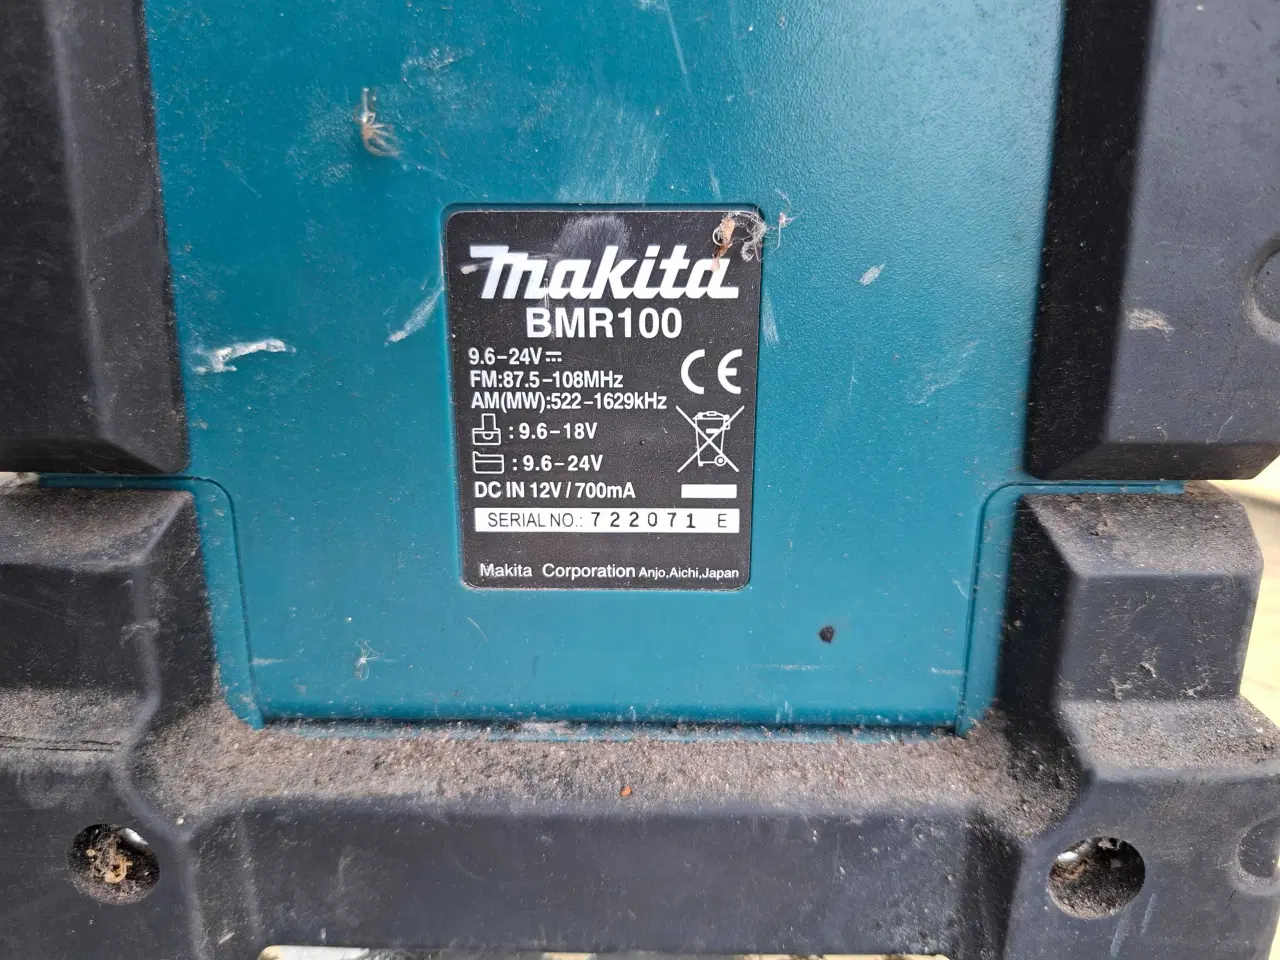 makita
BMR100
9.6-24V⎓
FM:87.5-108MHz
AM(MW):522-1629kHz
: 9.6-18V
: 9.6-24V
DC IN 12V / 700mA
SERIAL NO.: 722071 E
Makita Corporation Anjo,Aichi,Japan
CE